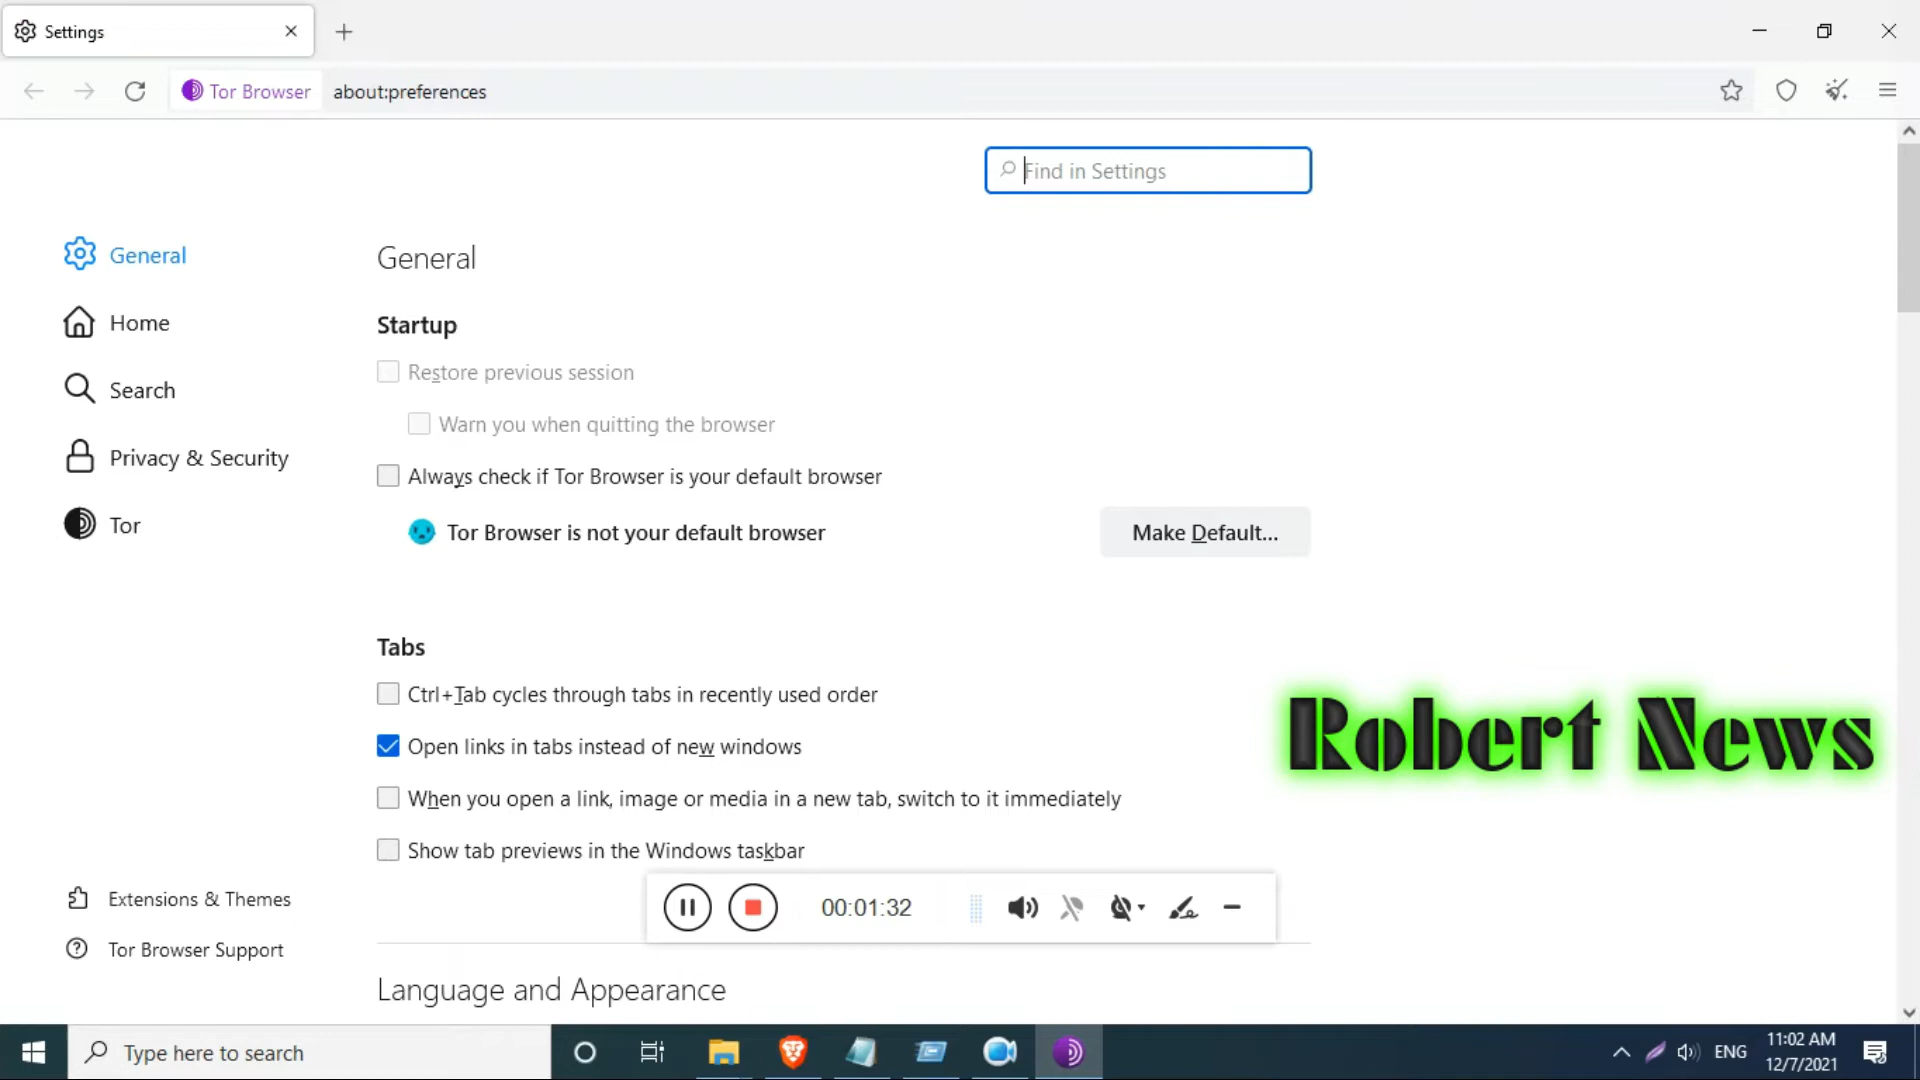 Settings
Tor Browser
about:preferences
Find in Settings
General
Home
Search
Privacy & Security
Tor
Extensions & Themes
Tor Browser Support
General
Startup
Restore previous session
Warn you when quitting the browser
Always check if Tor Browser is your default browser
Tor Browser is not your default browser
Make Default...
Tabs
Ctrl+Tab cycles through tabs in recently used order
Open links in tabs instead of new windows
When you open a link, image or media in a new tab, switch to it immediately
Show tab previews in the Windows taskbar
Robert News
00:01:32
Language and Appearance
Type here to search
ENG
11:02 AM
12/7/2021